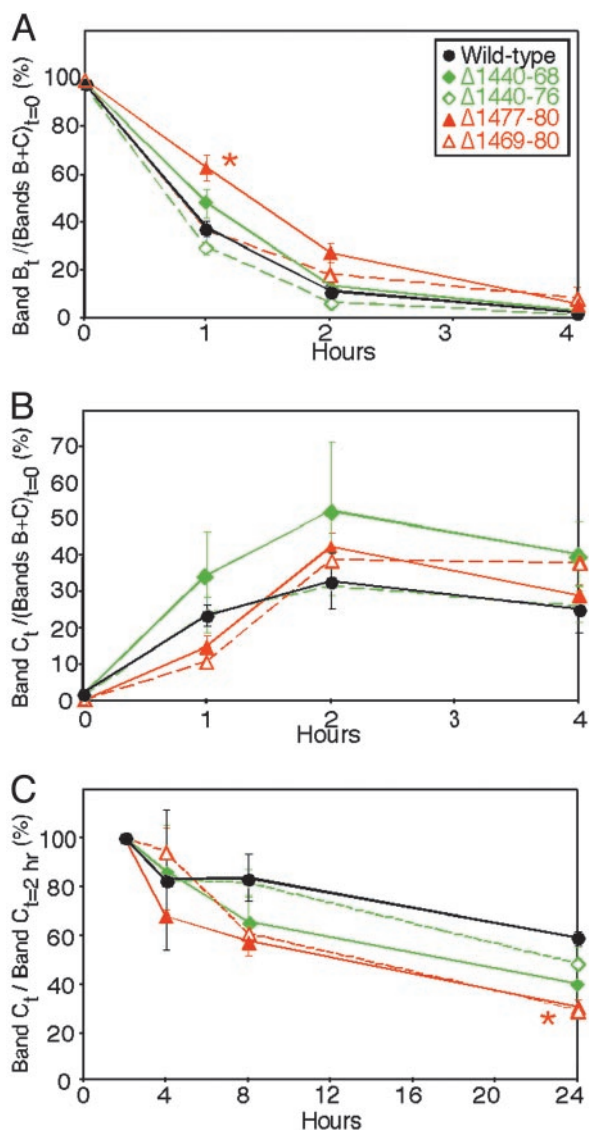 A
Band Bt /(Bands B+C)t=0 (%)
100
80
60
40
20
0
*
Wild-type
Δ1440-68
Δ1440-76
Δ1477-80
Δ1469-80
0 1 2 3 4
Hours
B
Band Ct /(Bands B+C)t=0 (%)
70
60
50
40
30
20
10
0
0 1 2 3 4
Hours
C
Band Ct / Band Ct=2 hr (%)
100
80
60
40
20
0
*
0 4 8 12 16 20 24
Hours